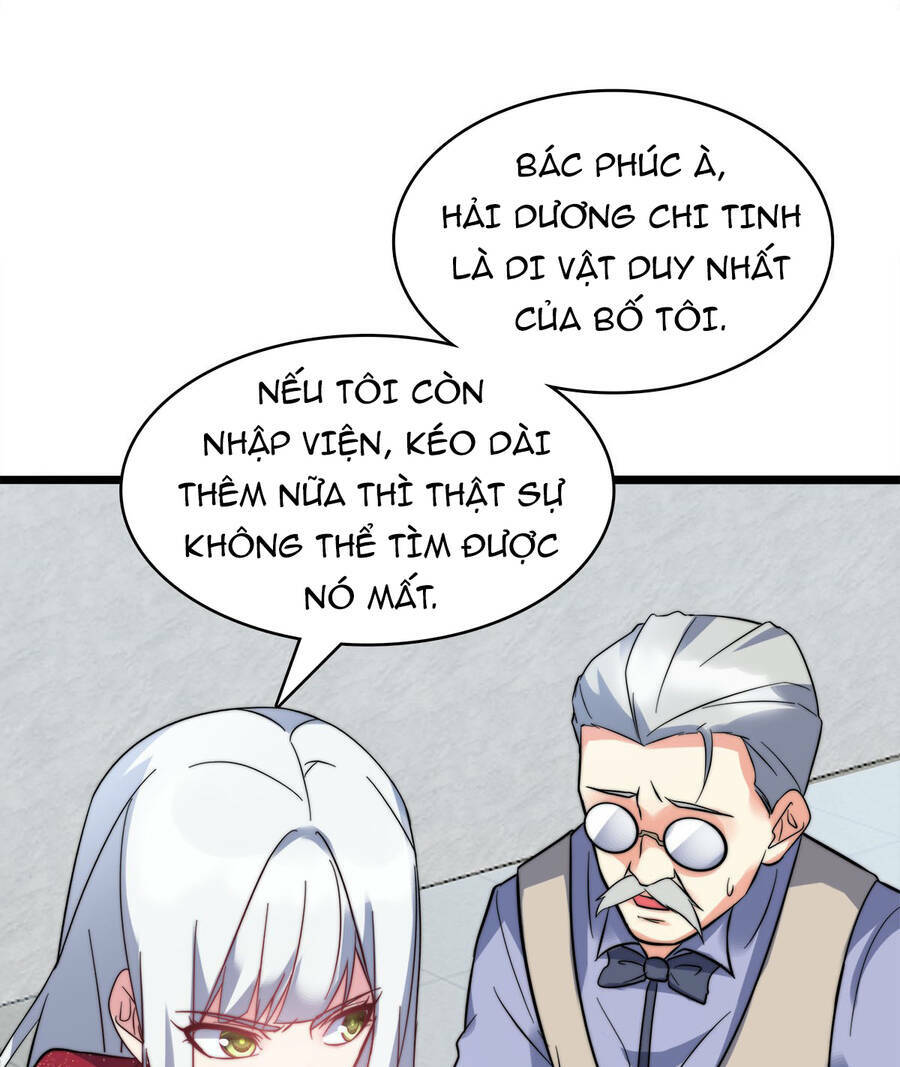 BÁC PHÚC À,
HẢI DƯƠNG CHI TINH
LÀ DI VẬT DUY NHẤT
CỦA BỐ TÔI.
NẾU TÔI CÒN
NHẬP VIỆN, KÉO DÀI
THÊM NỮA THÌ THẬT SỰ
KHÔNG THỂ TÌM ĐƯỢC
NÓ MẤT.